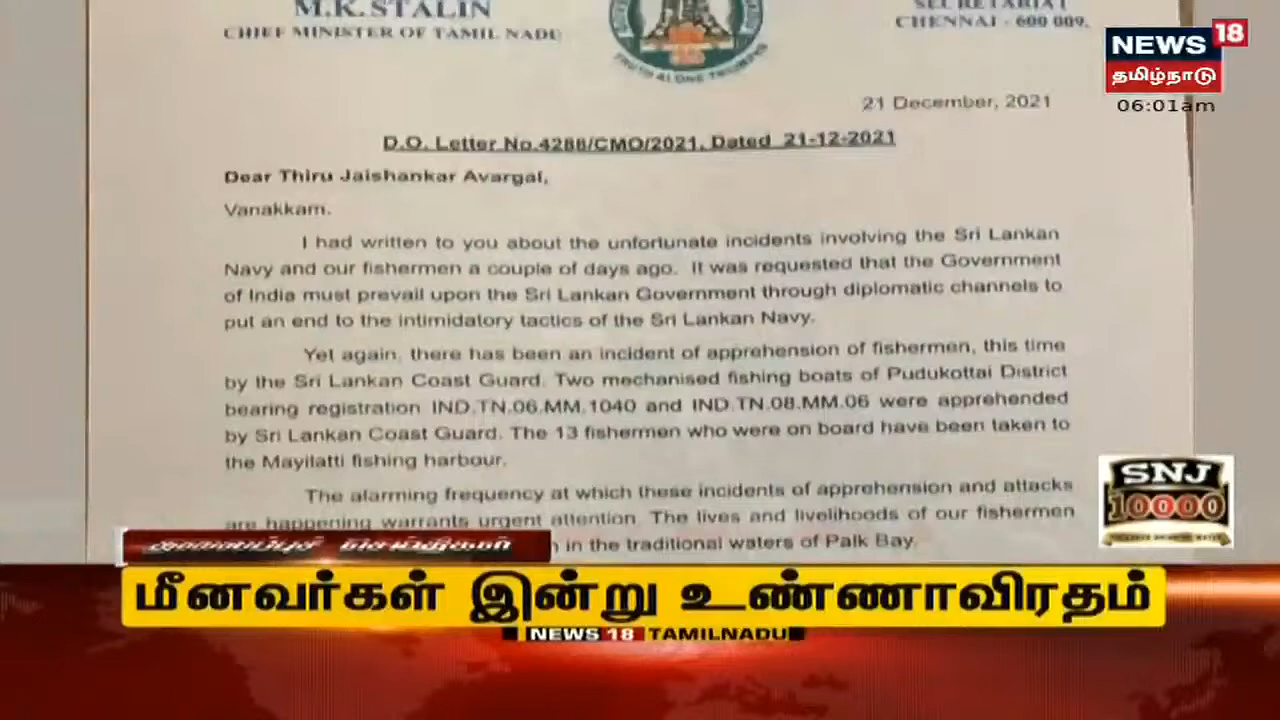 M.K. STALIN
CHIEF MINISTER OF TAMIL NADU
SECRETARIAT
CHENNAI - 600 009.
TRUTH ALONE TRIUMPHS
NEWS 18
தமிழ்நாடு
06:01am
21 December, 2021
D.O. Letter No.4288/CMO/2021, Dated 21-12-2021
Dear Thiru Jaishankar Avargal,
Vanakkam.
I had written to you about the unfortunate incidents involving the Sri Lankan
Navy and our fishermen a couple of days ago. It was requested that the Government
of India must prevail upon the Sri Lankan Government through diplomatic channels to
put an end to the intimidatory tactics of the Sri Lankan Navy.
Yet again, there has been an incident of apprehension of fishermen, this time
by the Sri Lankan Coast Guard. Two mechanised fishing boats of Pudukottai District
bearing registration IND.TN.06.MM.1040 and IND.TN.08.MM.06 were apprehended
by Sri Lankan Coast Guard. The 13 fishermen who were on board have been taken to
the Mayilatti fishing harbour.
The alarming frequency at which these incidents of apprehension and attacks
are happening warrants urgent attention. The lives and livelihoods of our fishermen
in the traditional waters of Palk Bay.
SNJ
10000
தலைப்புச் செய்திகள்
மீனவர்கள் இன்று உண்ணாவிரதம்
NEWS 18 TAMILNADU